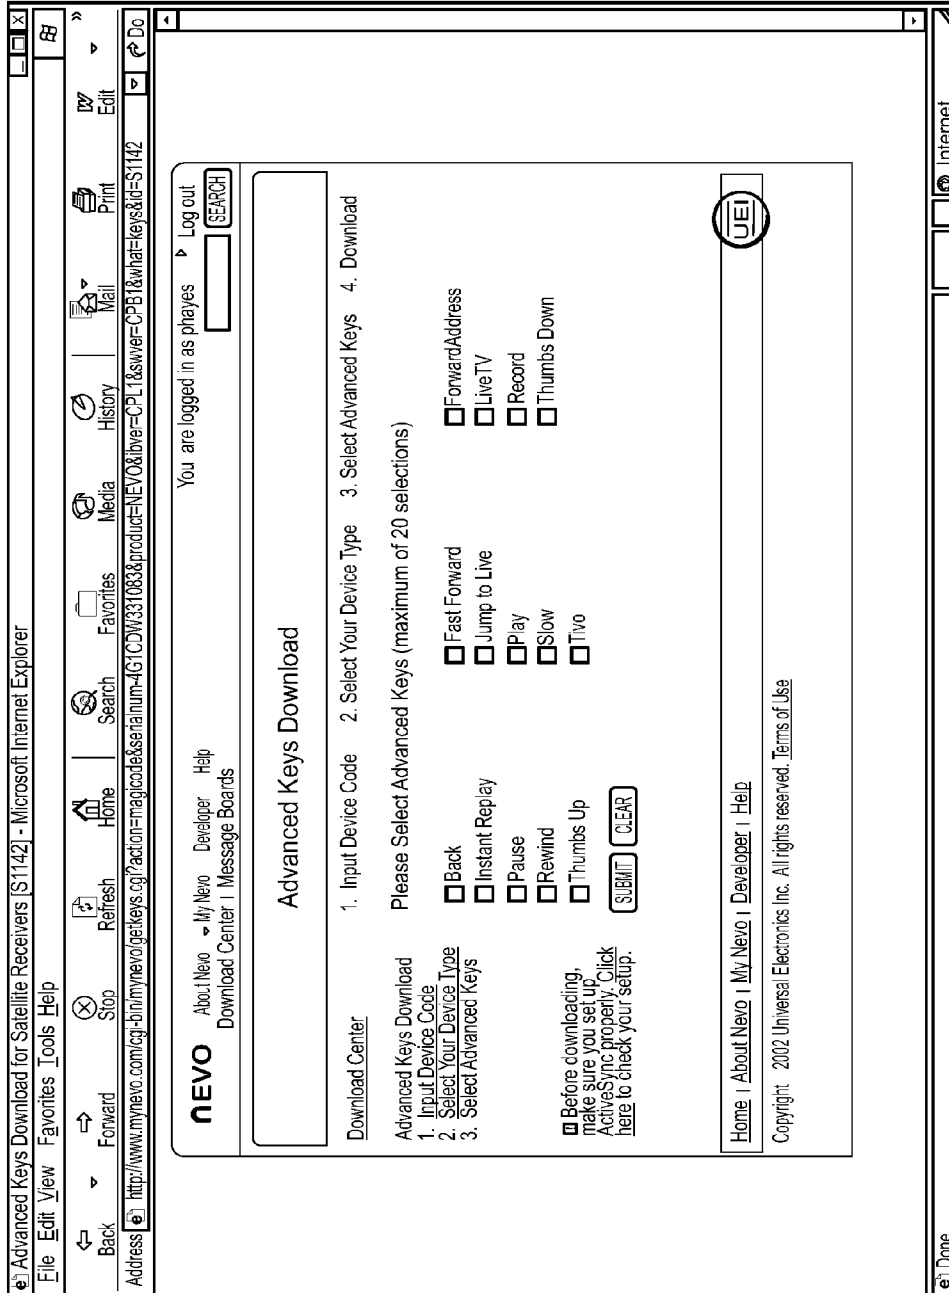 Advanced Keys Download for Satellite Receivers [S1142] - Microsoft Internet Explorer
File Edit View Favorites Tools Help
Back Forward Stop Refresh Home Search Favorites Media History Mail Print Edit »
Address http://www.mynevo.com/cgi-bin/mynevo/getkeys.cgi?action=magicode&serialnum-4G1CDW331083&product=NEVO&ibver=CPL1&swver=CPB1&what=keys&id=S1142 Do
NEVO About Nevo My Nevo Developer Help You are logged in as phayes Log out
Download Center | Message Boards SEARCH
Advanced Keys Download
Download Center
1. Input Device Code 2. Select Your Device Type 3. Select Advanced Keys 4. Download
Advanced Keys Download
1. Input Device Code
2. Select Your Device Type
3. Select Advanced Keys
Before downloading,
make sure you set up
ActiveSync properly. Click
here to check your setup.
Please Select Advanced Keys (maximum of 20 selections)
Back Fast Forward ForwardAddress
Instant Replay Jump to Live LiveTV
Pause Play Record
Rewind Slow Thumbs Down
Thumbs Up Tivo
SUBMIT CLEAR
Home | About Nevo | My Nevo | Developer | Help UEI
Copyright 2002 Universal Electronics Inc. All rights reserved. Terms of Use
Done Internet